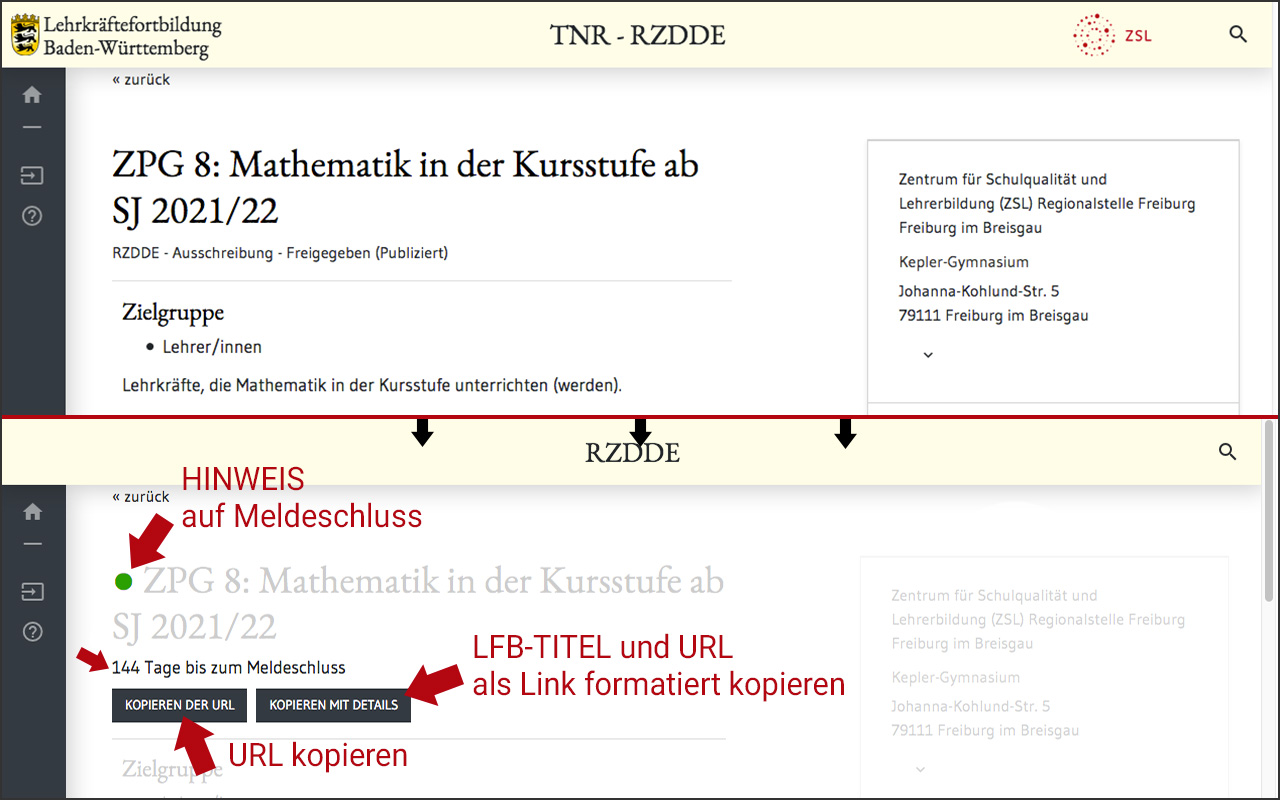 Lehrkräftefortbildung
Baden-Württemberg
TNR - RZDDE
ZSL
« zurück
ZPG 8: Mathematik in der Kursstufe ab
SJ 2021/22
RZDDE - Ausschreibung - Freigegeben (Publiziert)
Zielgruppe
• Lehrer/innen
Lehrkräfte, die Mathematik in der Kursstufe unterrichten (werden).
Zentrum für Schulqualität und
Lehrerbildung (ZSL) Regionalstelle Freiburg
Freiburg im Breisgau
Kepler-Gymnasium
Johanna-Kohlund-Str. 5
79111 Freiburg im Breisgau
RZDDE
« zurück
HINWEIS
auf Meldeschluss
ZPG 8: Mathematik in der Kursstufe ab
SJ 2021/22
144 Tage bis zum Meldeschluss
LFB-TITEL und URL
als Link formatiert kopieren
KOPIEREN DER URL
KOPIEREN MIT DETAILS
URL kopieren
Zielgruppe
Zentrum für Schulqualität und
Lehrerbildung (ZSL) Regionalstelle Freiburg
Freiburg im Breisgau
Kepler-Gymnasium
Johanna-Kohlund-Str. 5
79111 Freiburg im Breisgau